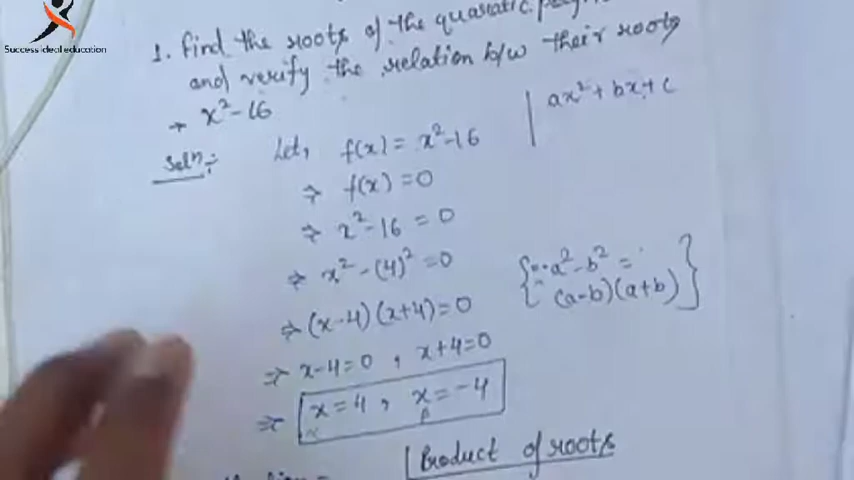 Success ideal education
1. find the roots of the quadratic
and verify the relation b/w their roots
→ x²-16
Solⁿ:-
Let, f(x) = x²-16
| ax² + bx + c
⇒ f(x) = 0
⇒ x²-16 = 0
⇒ x² - (4)² = 0
{∵ a² - b² =
(a-b)(a+b)}
⇒ (x-4) (x+4) = 0
⇒ x-4=0 , x+4=0
⇒ x = 4 , x = -4
α β
Product of roots